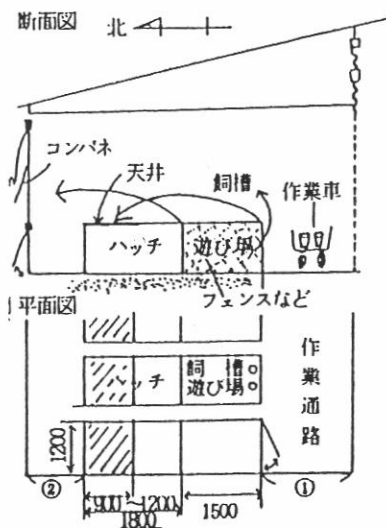 断面図
北
コンパネ
天井
飼槽
作業車
ハッチ
遊び場
フェンスなど
平面図
ハッチ
飼槽
遊び場
作業通路
1200
②
900~1200
1800
1500
①